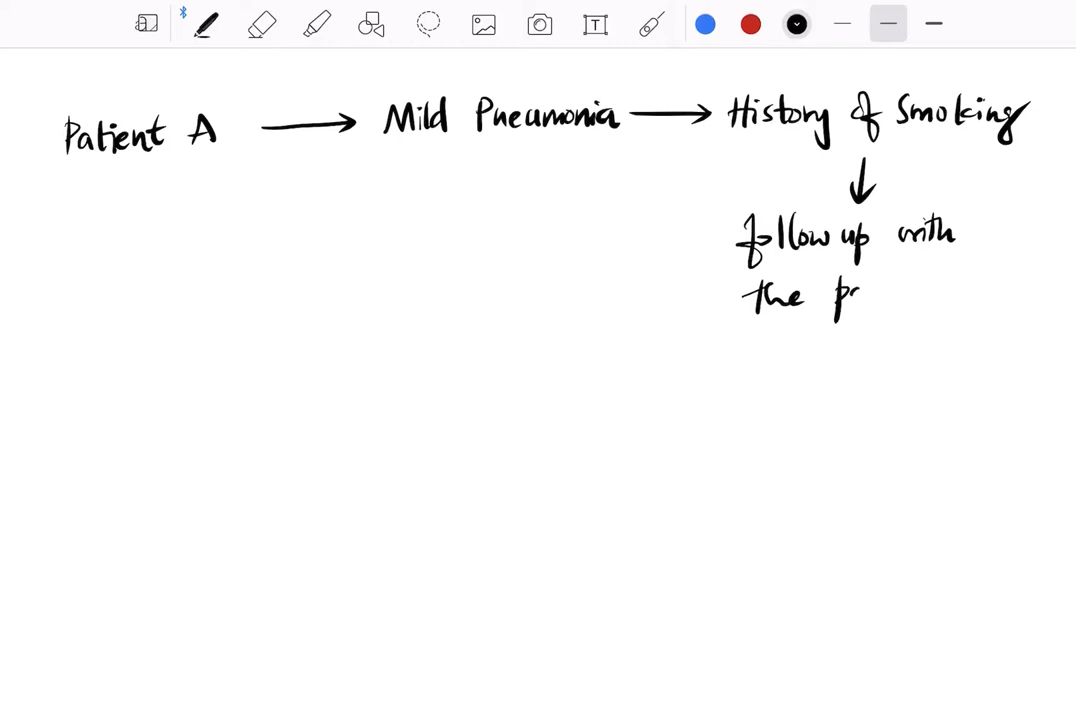 Patient A → Mild Pneumonia → History of Smoking
↓
follow up with
the pr